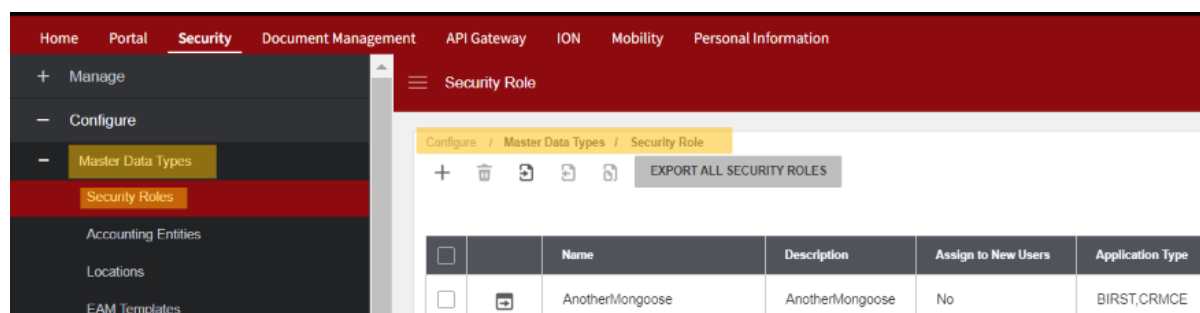 Home Portal Security Document Management API Gateway ION Mobility Personal Information
+ Manage
Security Role
− Configure
Configure / Master Data Types / Security Role
− Master Data Types
EXPORT ALL SECURITY ROLES
Security Roles
Accounting Entities
Name Description Assign to New Users Application Type
Locations
AnotherMongoose AnotherMongoose No BIRST,CRMCE
EAM Templates